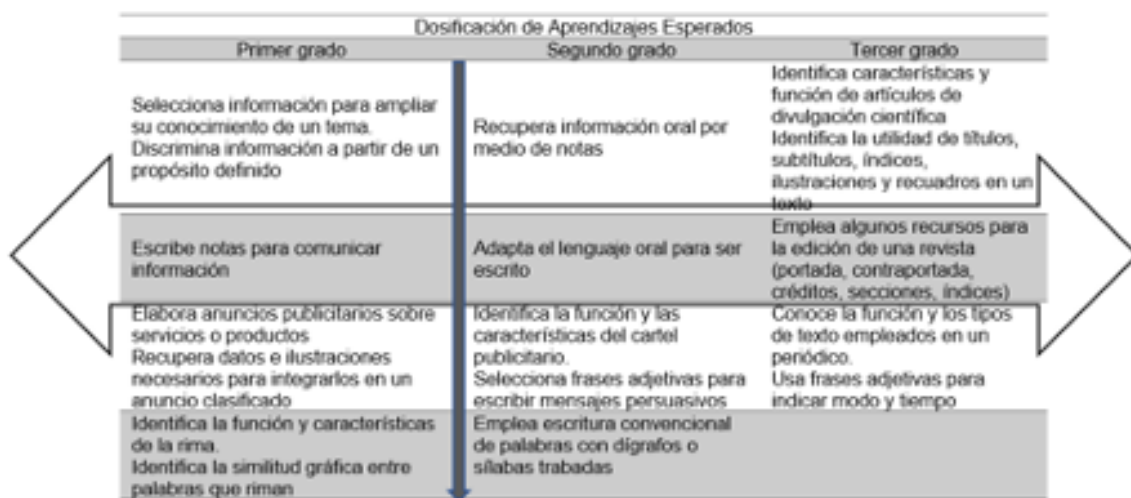 Dosificación de Aprendizajes Esperados
Primer grado
Segundo grado
Tercer grado
Selecciona información para ampliar
su conocimiento de un tema.
Discrimina información a partir de un
propósito definido
Recupera información oral por
medio de notas
Identifica características y
función de artículos de
divulgación científica
Identifica la utilidad de títulos,
subtítulos, índices,
ilustraciones y recuadros en un
texto
Escribe notas para comunicar
información
Adapta el lenguaje oral para ser
escrito
Emplea algunos recursos para
la edición de una revista
(portada, contraportada,
créditos, secciones, índices)
Elabora anuncios publicitarios sobre
servicios o productos
Recupera datos e ilustraciones
necesarios para integrarlos en un
anuncio clasificado
Identifica la función y las
características del cartel
publicitario.
Selecciona frases adjetivas para
escribir mensajes persuasivos
Conoce la función y los tipos
de texto empleados en un
periódico.
Usa frases adjetivas para
indicar modo y tiempo
Identifica la función y características
de la rima.
Identifica la similitud gráfica entre
palabras que riman
Emplea escritura convencional
de palabras con dígrafos o
sílabas trabadas